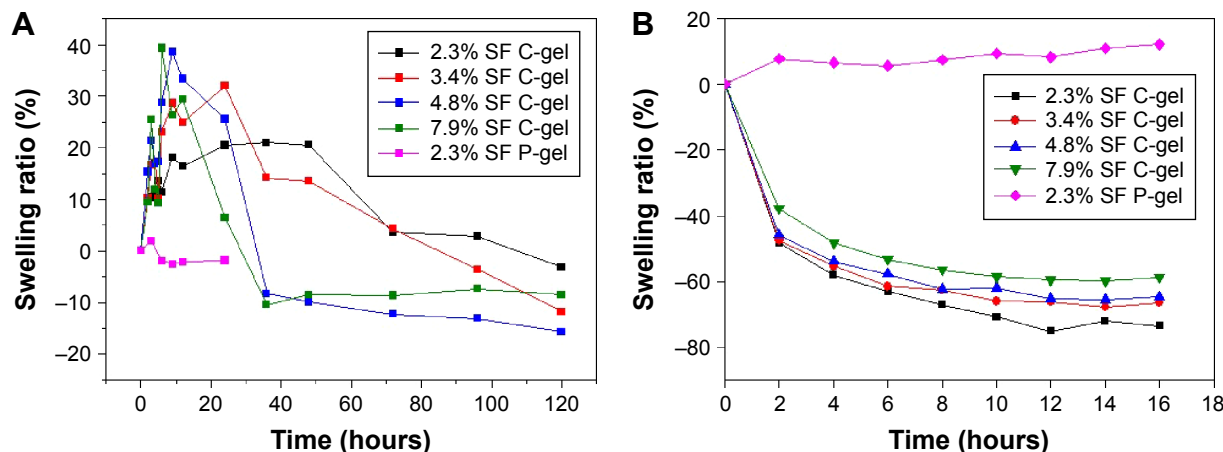 A
Swelling ratio (%)
40
30
20
10
0
–10
–20
0
20
40
60
80
100
120
Time (hours)
2.3% SF C-gel
3.4% SF C-gel
4.8% SF C-gel
7.9% SF C-gel
2.3% SF P-gel
B
Swelling ratio (%)
20
0
–20
–40
–60
–80
0
2
4
6
8
10
12
14
16
18
Time (hours)
2.3% SF C-gel
3.4% SF C-gel
4.8% SF C-gel
7.9% SF C-gel
2.3% SF P-gel